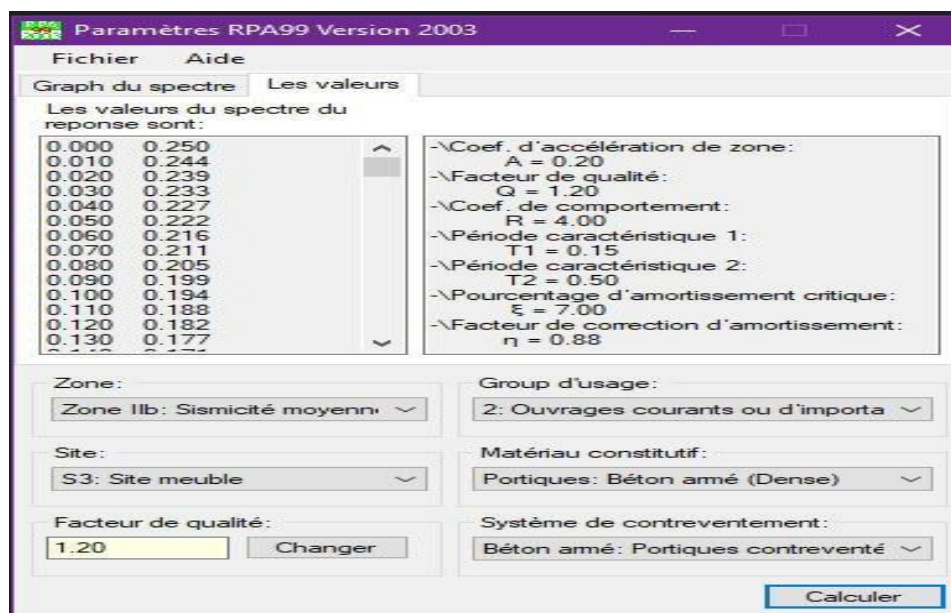 Paramètres RPA99 Version 2003
Fichier Aide
Graph du spectre Les valeurs
Les valeurs du spectre du
reponse sont:
0.000 0.250
0.010 0.244
0.020 0.239
0.030 0.233
0.040 0.227
0.050 0.222
0.060 0.216
0.070 0.211
0.080 0.205
0.090 0.199
0.100 0.194
0.110 0.188
0.120 0.182
0.130 0.177
-\Coef. d'accélération de zone:
A = 0.20
-\Facteur de qualité:
Q = 1.20
-\Coef. de comportement:
R = 4.00
-\Période caractéristique 1:
T1 = 0.15
-\Période caractéristique 2:
T2 = 0.50
-\Pourcentage d'amortissement critique:
ξ = 7.00
-\Facteur de correction d'amortissement:
η = 0.88
Zone:
Zone IIb: Sismicité moyenn
Group d'usage:
2: Ouvrages courants ou d'importa
Site:
S3: Site meuble
Matériau constitutif:
Portiques: Béton armé (Dense)
Facteur de qualité:
1.20 Changer
Système de contreventement:
Béton armé: Portiques contreventé
Calculer